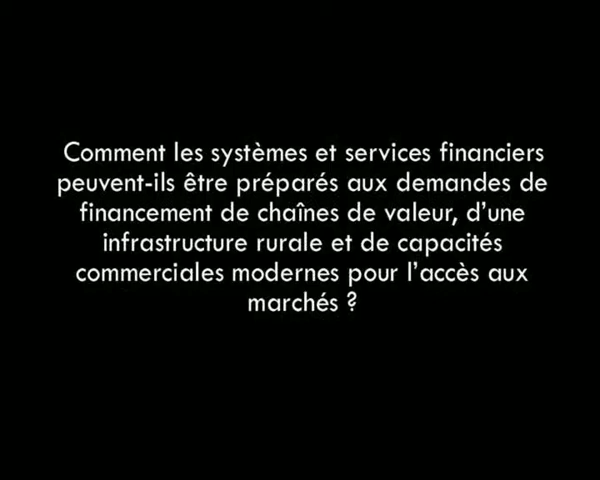 Comment les systèmes et services financiers
peuvent-ils être préparés aux demandes de
financement de chaînes de valeur, d’une
infrastructure rurale et de capacités
commerciales modernes pour l’accès aux
marchés ?